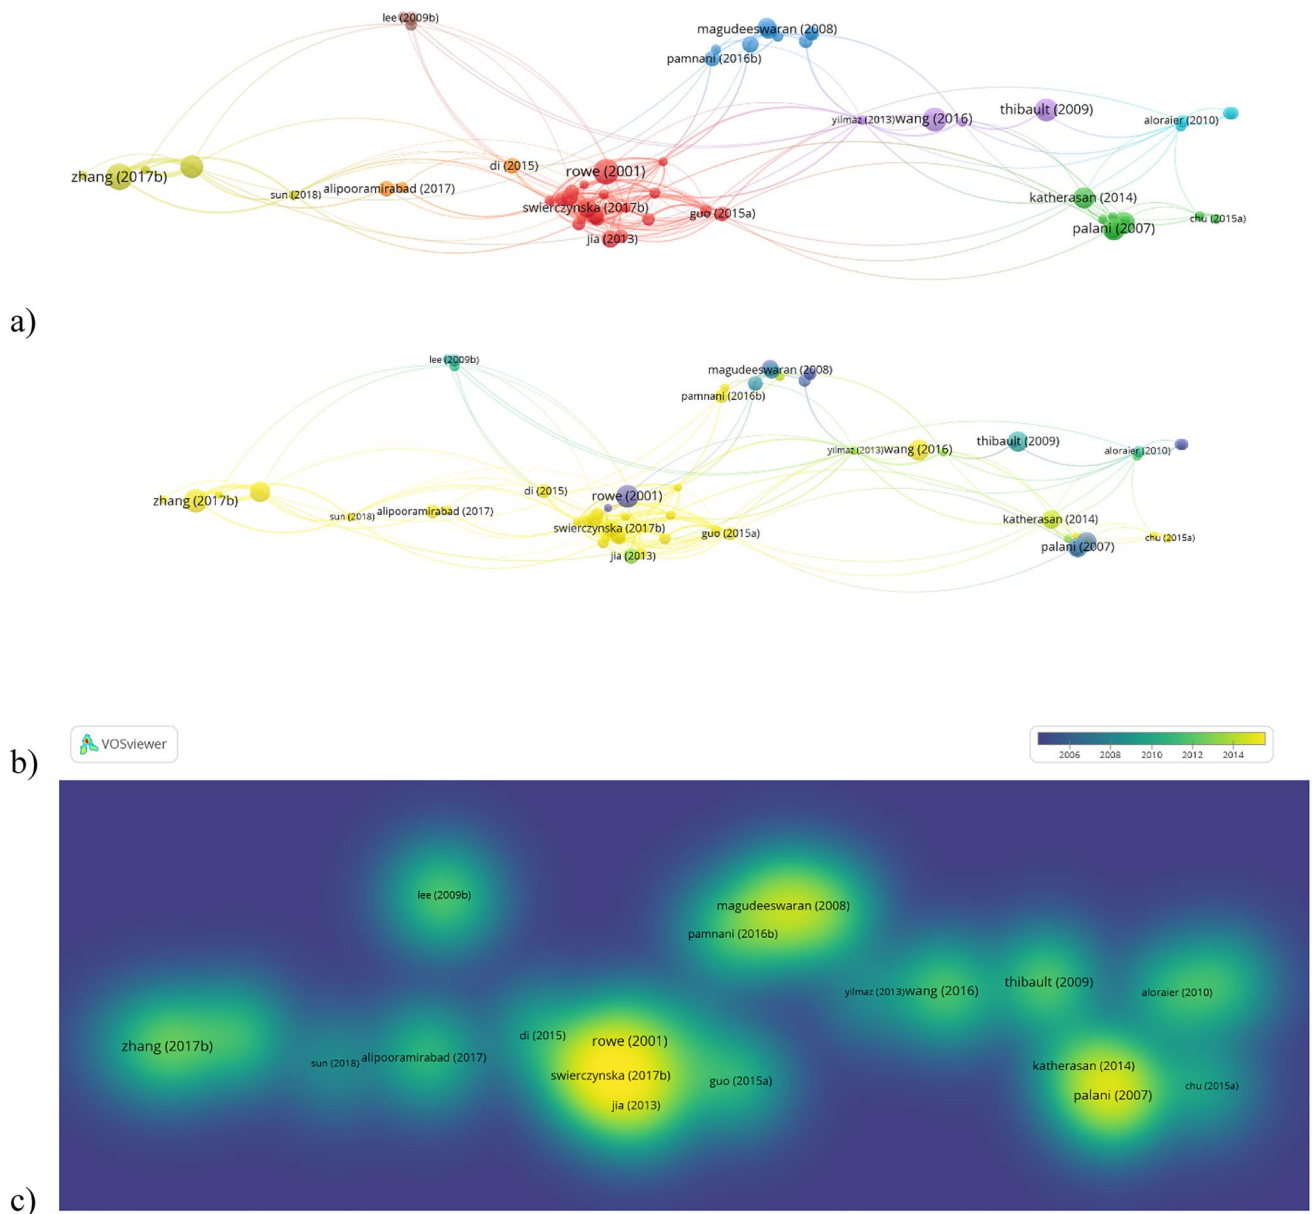 lee (2009b)
magudeeswaran (2008)
pamnani (2016b)
thibault (2009)
yilmaz (2013)
wang (2016)
aloraier (2010)
di (2015)
rowe (2001)
zhang (2017b)
sun (2018)
alipooramirabad (2017)
katherasan (2014)
swierczynska (2017b)
guo (2015a)
chu (2015a)
palani (2007)
jia (2013)
a)
lee (2009b)
magudeeswaran (2008)
pamnani (2016b)
thibault (2009)
yilmaz (2013)
wang (2016)
aloraier (2010)
di (2015)
rowe (2001)
zhang (2017b)
sun (2018)
alipooramirabad (2017)
katherasan (2014)
swierczynska (2017b)
guo (2015a)
chu (2015a)
palani (2007)
jia (2013)
VOSviewer
2006 2008 2010 2012 2014
b)
lee (2009b)
magudeeswaran (2008)
pamnani (2016b)
thibault (2009)
yilmaz (2013)
wang (2016)
aloraier (2010)
di (2015)
rowe (2001)
zhang (2017b)
sun (2018)
alipooramirabad (2017)
katherasan (2014)
swierczynska (2017b)
guo (2015a)
chu (2015a)
palani (2007)
jia (2013)
c)